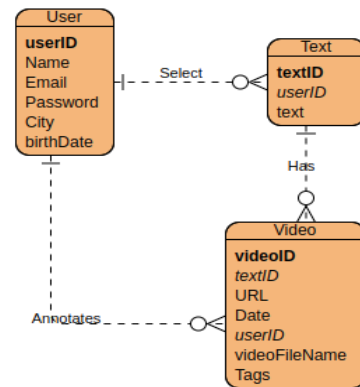 User
userID
Name
Email
Password
City
birthDate
Select
Text
textID
userID
text
Has
Video
videoID
textID
URL
Date
userID
videoFileName
Tags
Annotates